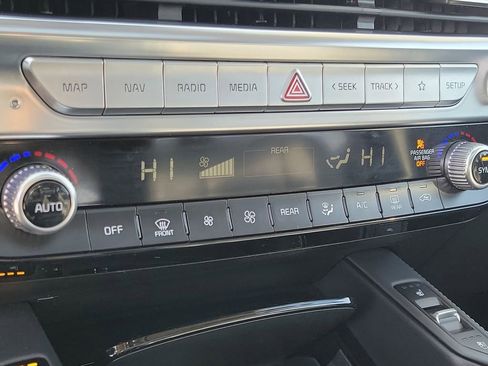 MAP NAV RADIO MEDIA < SEEK TRACK > SETUP
HI REAR HI
PASSENGER
AIR BAG
OFF
AUTO SYN
OFF FRONT REAR A/C REAR